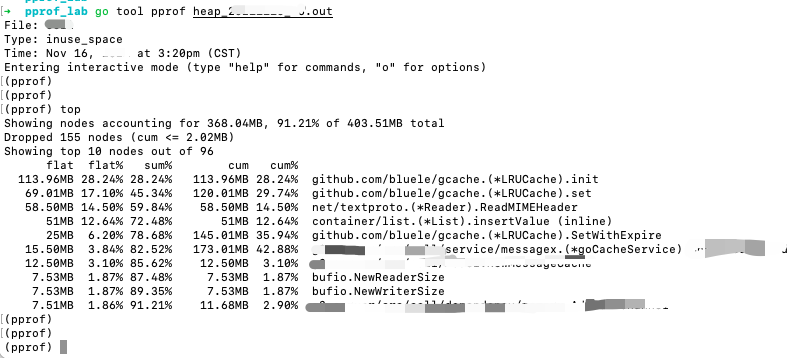 pprof_lab
[➜ pprof_lab go tool pprof heap_2 .out
File:
Type: inuse_space
Time: Nov 16, at 3:20pm (CST)
Entering interactive mode (type "help" for commands, "o" for options)
(pprof)
(pprof)
(pprof) top
Showing nodes accounting for 368.04MB, 91.21% of 403.51MB total
Dropped 155 nodes (cum <= 2.02MB)
Showing top 10 nodes out of 96
flat flat% sum% cum cum%
113.96MB 28.24% 28.24% 113.96MB 28.24% github.com/bluele/gcache.(*LRUCache).init
69.01MB 17.10% 45.34% 120.01MB 29.74% github.com/bluele/gcache.(*LRUCache).set
58.50MB 14.50% 59.84% 58.50MB 14.50% net/textproto.(*Reader).ReadMIMEHeader
51MB 12.64% 72.48% 51MB 12.64% container/list.(*List).insertValue (inline)
25MB 6.20% 78.68% 145.01MB 35.94% github.com/bluele/gcache.(*LRUCache).SetWithExpire
15.50MB 3.84% 82.52% 173.01MB 42.88% /service/messagex.(*goCacheService)
12.50MB 3.10% 85.62% 12.50MB 3.10%
7.53MB 1.87% 87.48% 7.53MB 1.87% bufio.NewReaderSize
7.53MB 1.87% 89.35% 7.53MB 1.87% bufio.NewWriterSize
7.51MB 1.86% 91.21% 11.68MB 2.90%
(pprof)
(pprof)
(pprof)